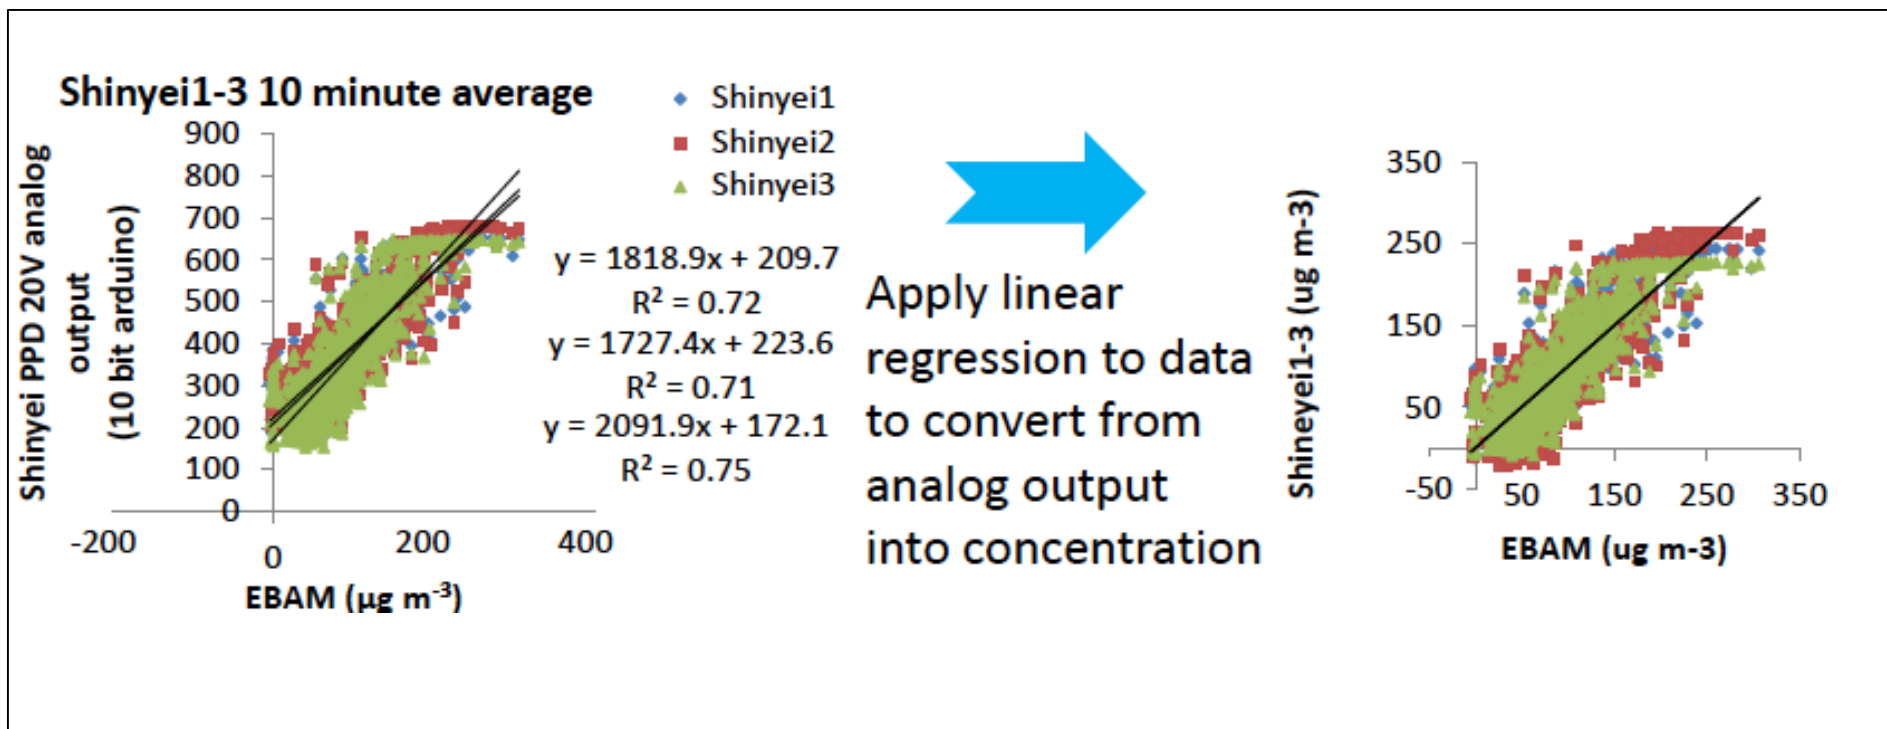 Shinyei1-3 10 minute average
Shinyei1
Shinyei2
Shinyei3
Shinyei PPD 20V analog
output
(10 bit arduino)
900
800
700
600
500
400
300
200
100
0
-200
0
200
400
EBAM (µg m⁻³)
y = 1818.9x + 209.7
R² = 0.72
y = 1727.4x + 223.6
R² = 0.71
y = 2091.9x + 172.1
R² = 0.75
Apply linear
regression to data
to convert from
analog output
into concentration
Shineyei1-3 (ug m-3)
350
250
150
50
-50
50
150
250
350
EBAM (ug m-3)